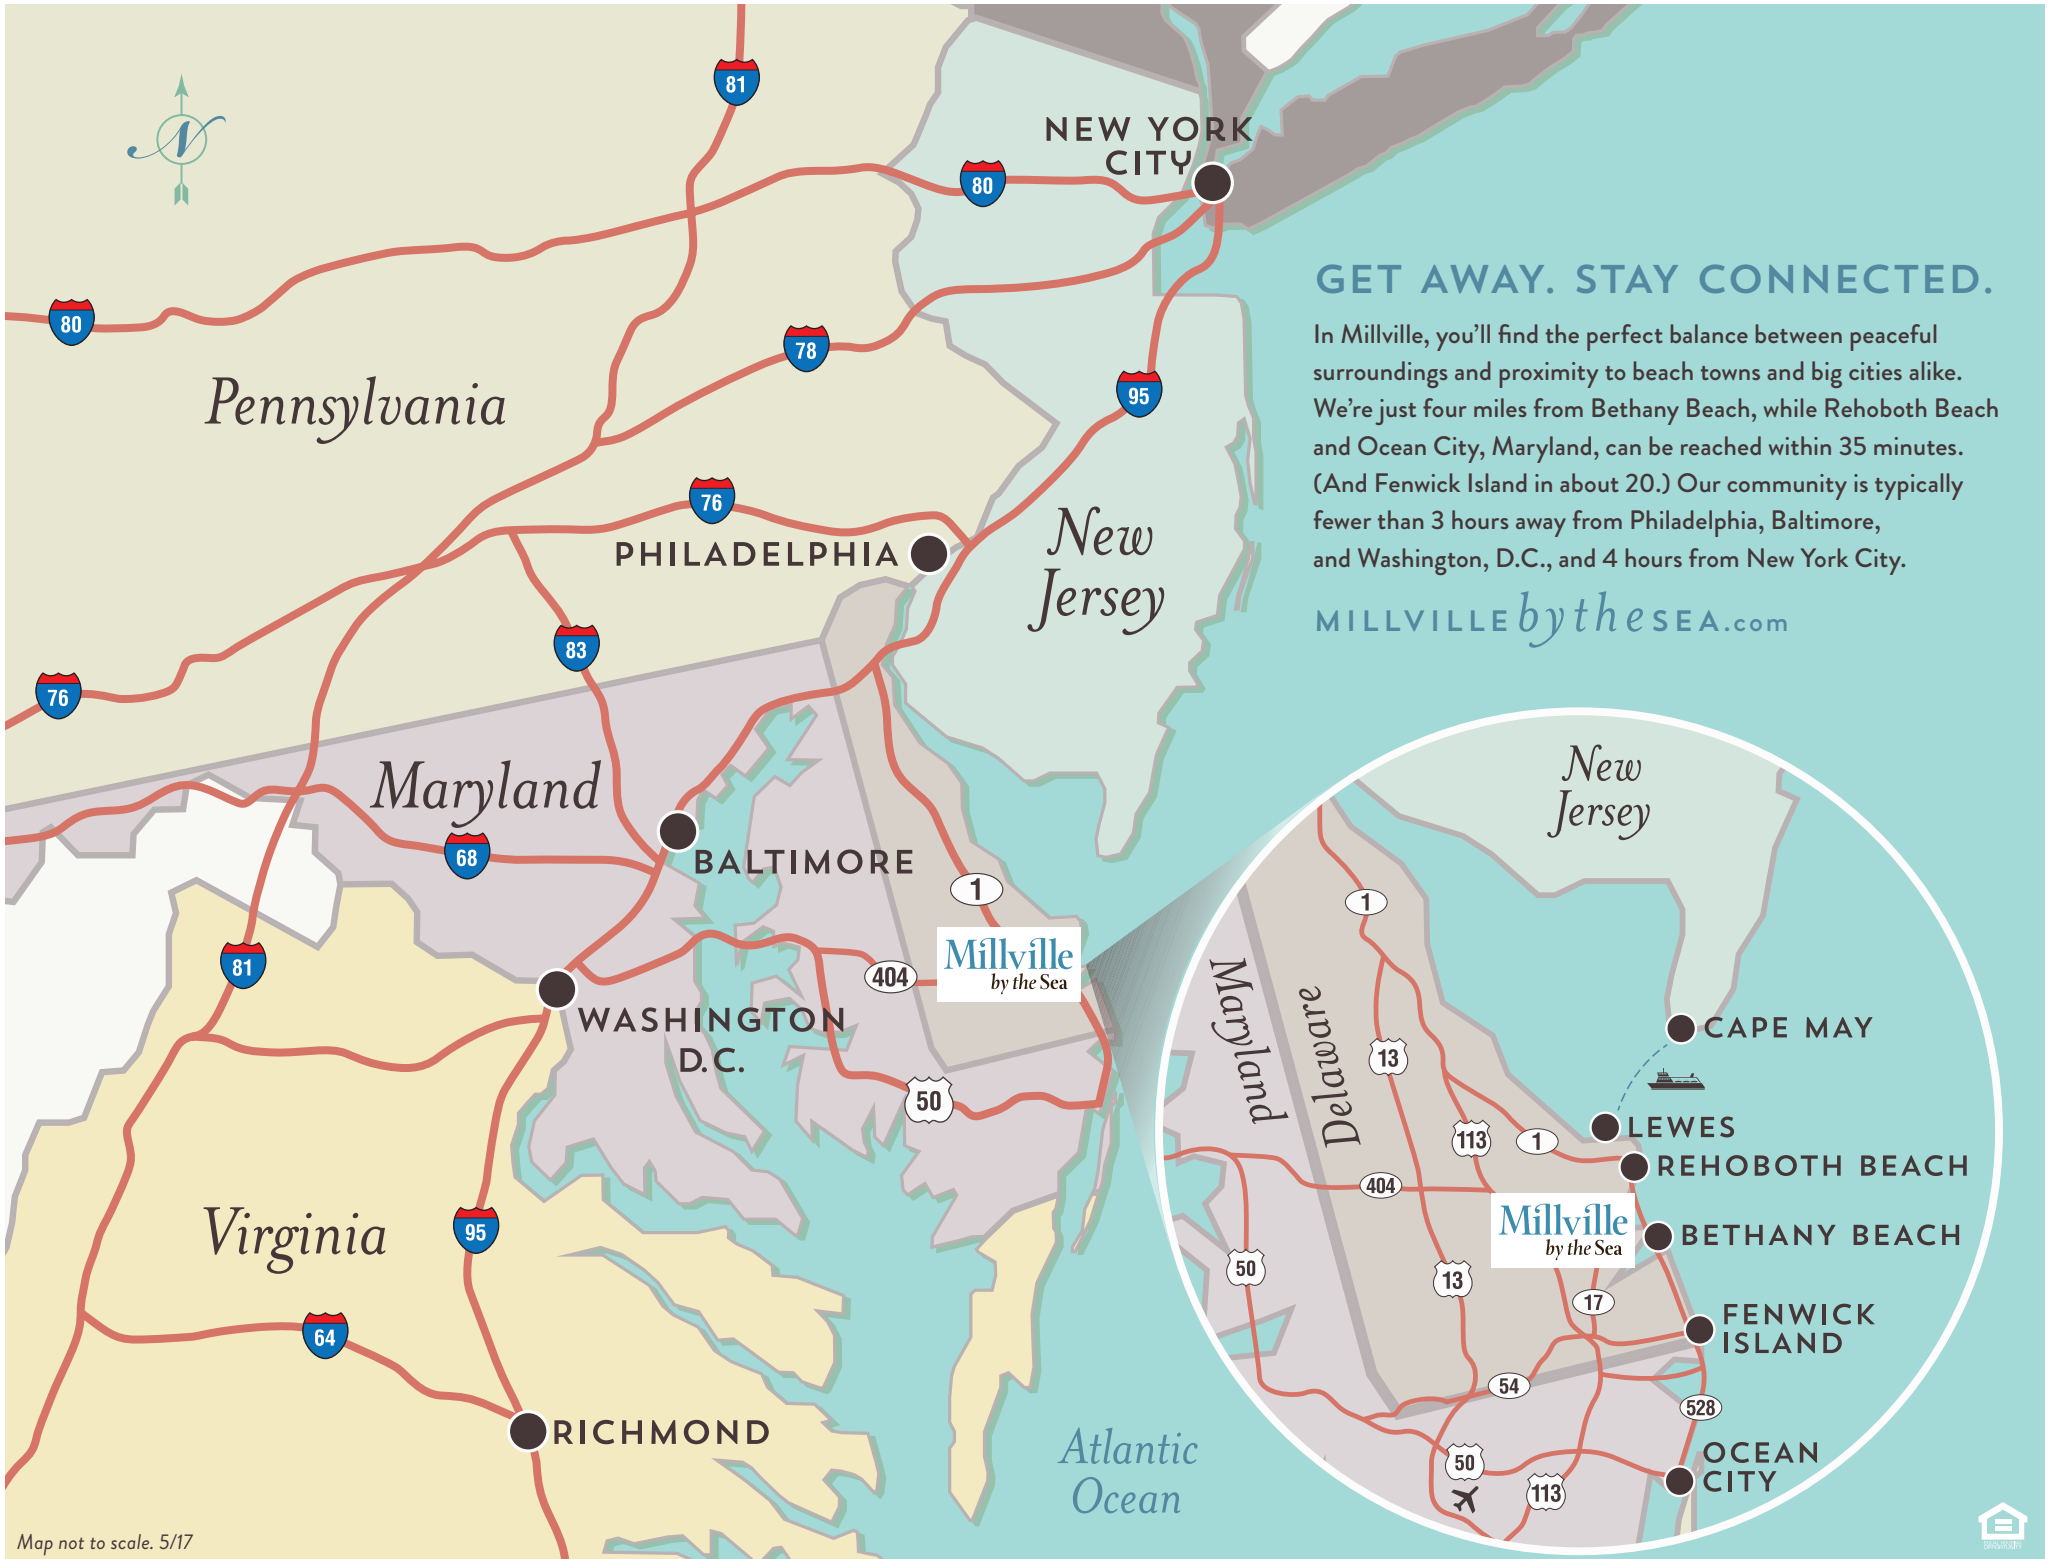 81
N
NEW YORK
CITY
80
80
78
95
GET AWAY. STAY CONNECTED.
In Millville, you'll find the perfect balance between peaceful
surroundings and proximity to beach towns and big cities alike.
We're just four miles from Bethany Beach, while Rehoboth Beach
and Ocean City, Maryland, can be reached within 35 minutes.
(And Fenwick Island in about 20.) Our community is typically
fewer than 3 hours away from Philadelphia, Baltimore,
and Washington, D.C., and 4 hours from New York City.
MILLVILLE by the SEA.com
Pennsylvania
76
PHILADELPHIA
New
Jersey
83
76
Maryland
68
BALTIMORE
1
Millville
by the Sea
404
81
WASHINGTON
D.C.
50
Virginia
95
64
RICHMOND
Atlantic
Ocean
New
Jersey
1
Maryland
Delaware
CAPE MAY
13
LEWES
113
1
REHOBOTH BEACH
404
Millville
by the Sea
BETHANY BEACH
50
13
17
FENWICK
ISLAND
54
528
OCEAN
CITY
50
113
Map not to scale. 5/17